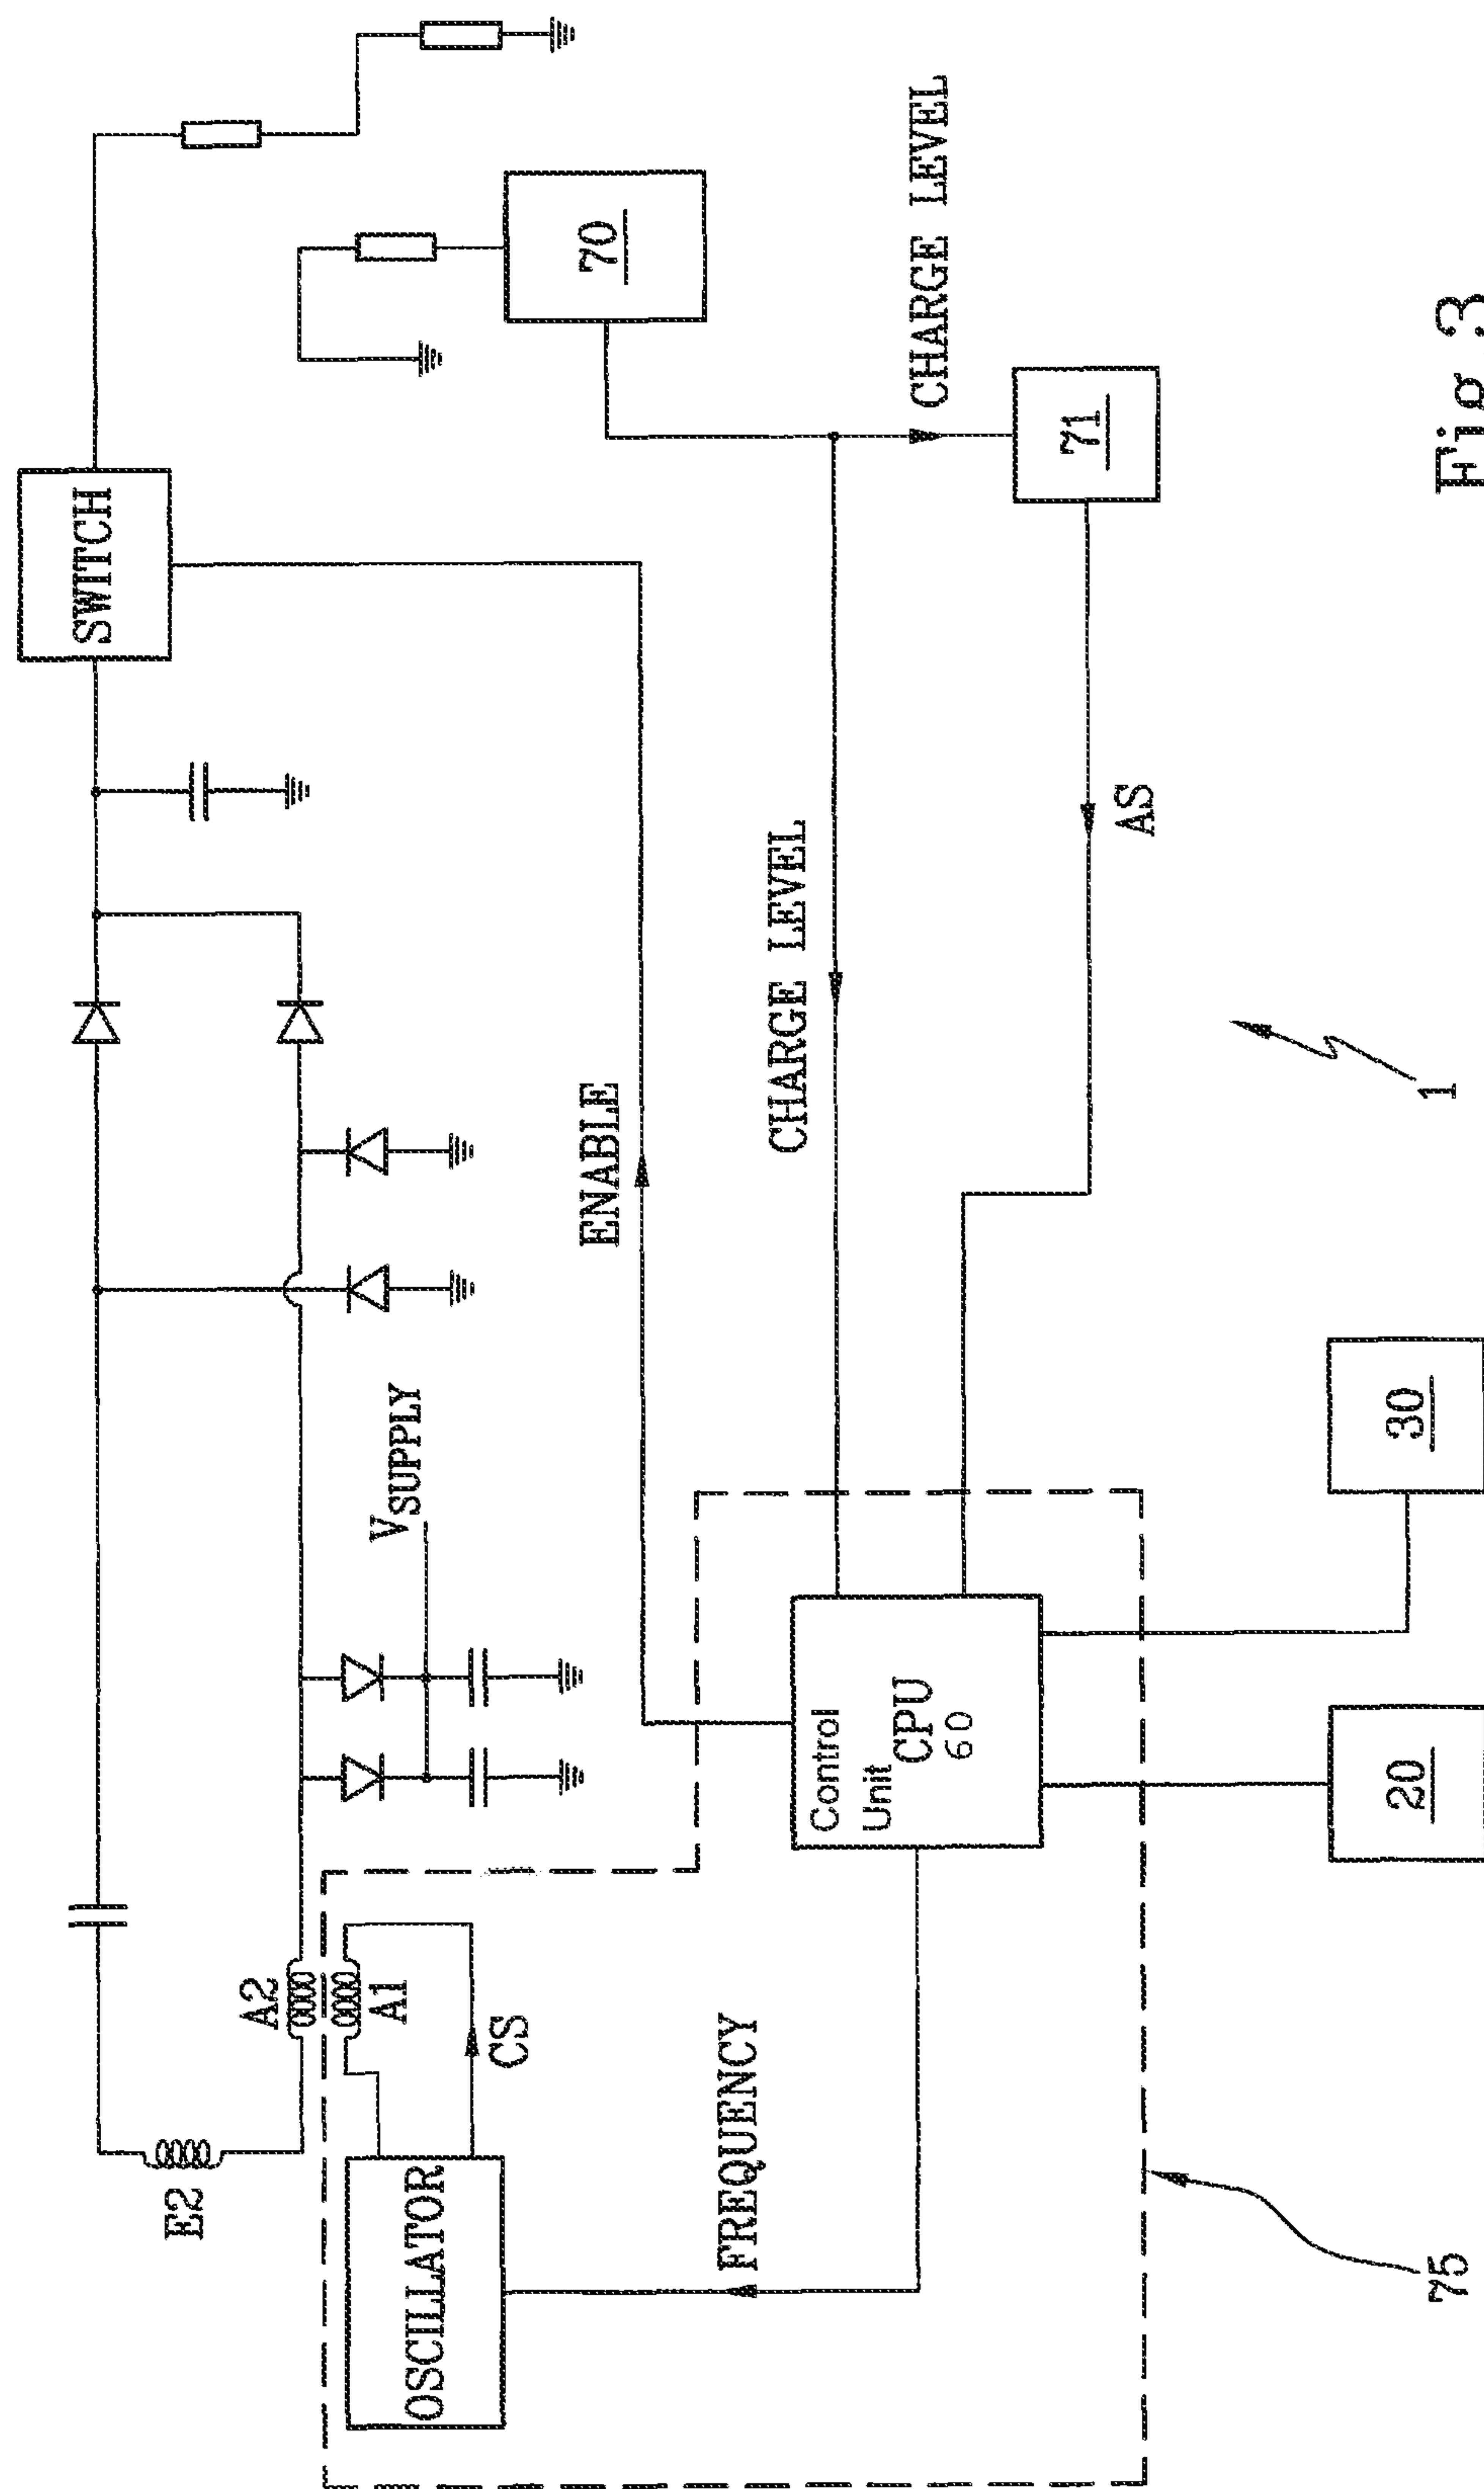 SWITCH
70
CHARGE LEVEL
71
ENABLE
CHARGE LEVEL
AS
VSUPPLY
1
30
A2
A1
CS
E2
OSCILLATOR
FREQUENCY
Control
Unit
CPU
60
20
75
Fig. 3